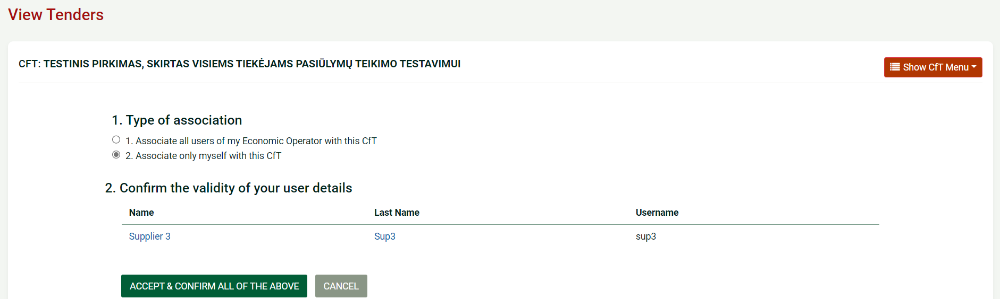 View Tenders
CFT: TESTINIS PIRKIMAS, SKIRTAS VISIEMS TIEKĖJAMS PASIŪLYMŲ TEIKIMO TESTAVIMUI
Show CfT Menu
1. Type of association
1. Associate all users of my Economic Operator with this CfT
2. Associate only myself with this CfT
2. Confirm the validity of your user details
Name Last Name Username
Supplier 3 Sup3 sup3
ACCEPT & CONFIRM ALL OF THE ABOVE CANCEL